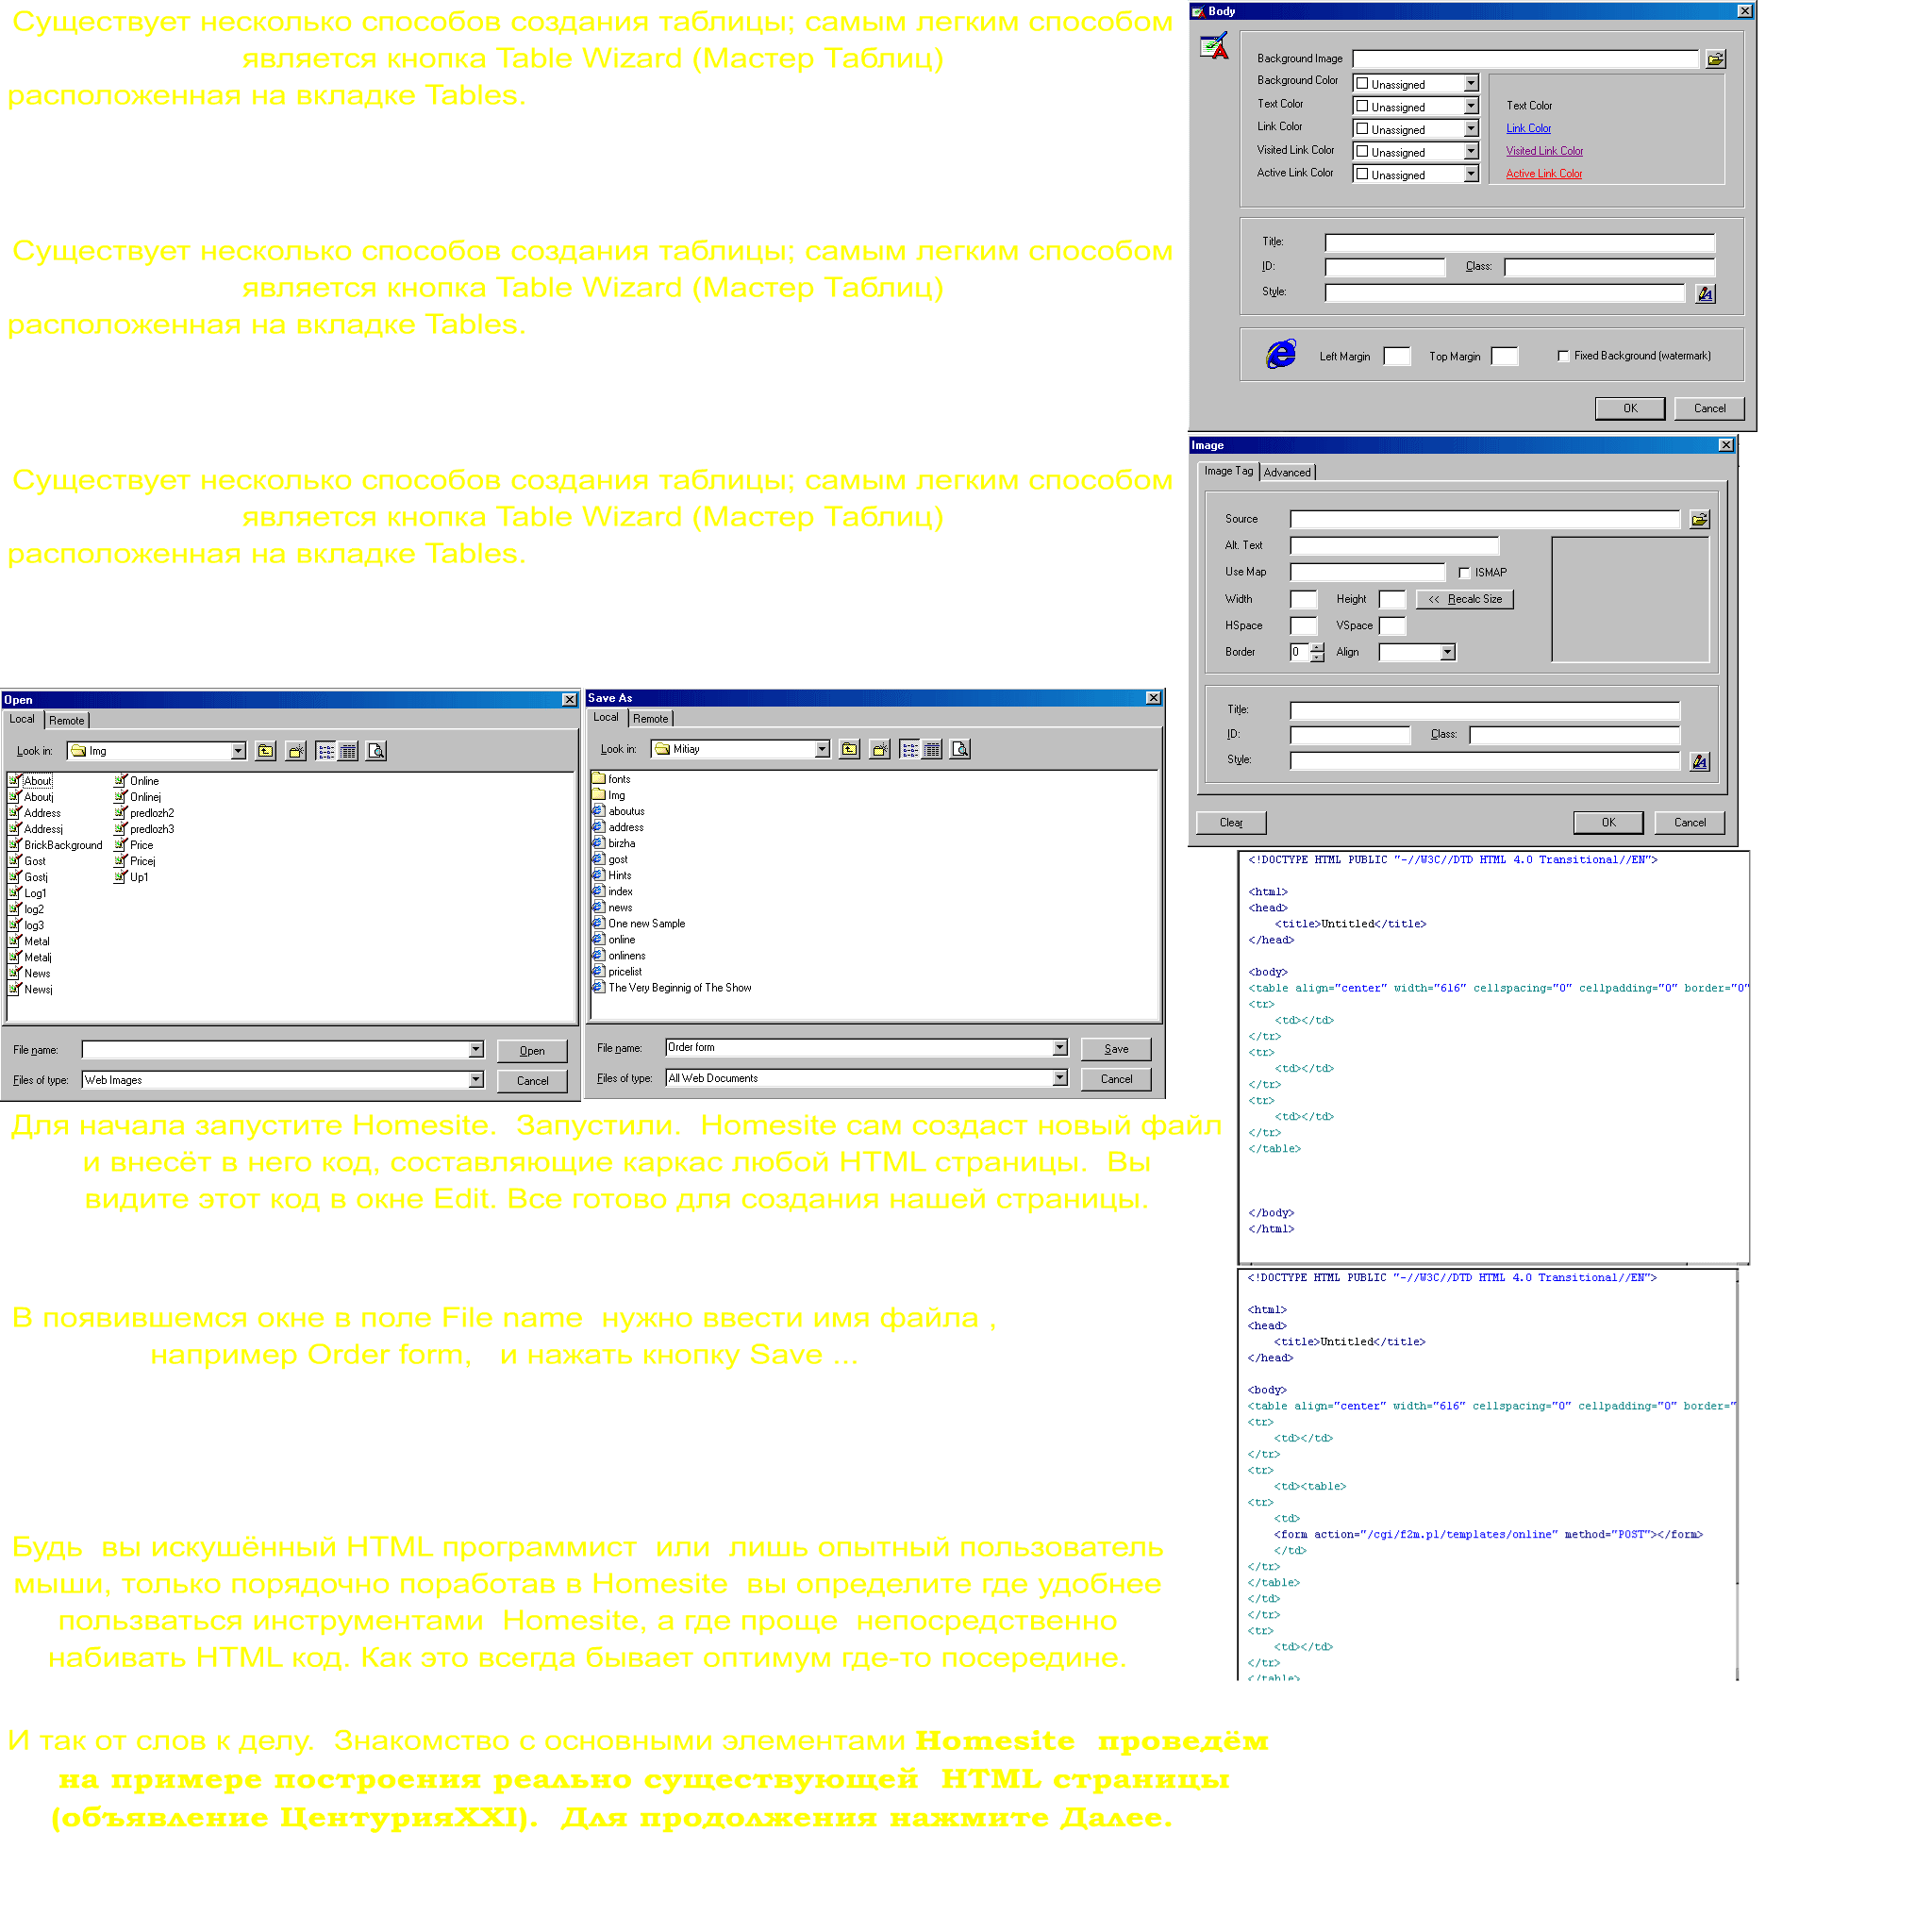 Существует несколько способов создания таблицы; самым легким способом
является кнопка Table Wizard (Мастер Таблиц)
расположенная на вкладке Tables.
Существует несколько способов создания таблицы; самым легким способом
является кнопка Table Wizard (Мастер Таблиц)
расположенная на вкладке Tables.
Существует несколько способов создания таблицы; самым легким способом
является кнопка Table Wizard (Мастер Таблиц)
расположенная на вкладке Tables.
Body
Background Image
Background Color Unassigned
Text Color Unassigned Text Color
Link Color Unassigned Link Color
Visited Link Color Unassigned Visited Link Color
Active Link Color Unassigned Active Link Color
Title:
ID: Class:
Style:
Left Margin Top Margin Fixed Background (watermark)
OK Cancel
Image
Image Tag Advanced
Source
Alt. Text
Use Map ISMAP
Width Height << Recalc Size
HSpace VSpace
Border 0 Align
Title:
ID: Class:
Style:
Clear OK Cancel
Open
Local Remote
Look in: Img
About Online
Aboutj Onlinej
Address predlozh2
Addressj predlozh3
BrickBackground Price
Gost Pricej
Gostj Up1
Log1
log2
log3
Metal
Metalj
News
Newsj
File name: Open
Files of type: Web Images Cancel
Save As
Local Remote
Look in: Mitiay
fonts
Img
aboutus
address
birzha
gost
Hints
index
news
One new Sample
online
onlinens
pricelist
The Very Beginnig of The Show
File name: Order form Save
Files of type: All Web Documents Cancel
<!DOCTYPE HTML PUBLIC "-//W3C//DTD HTML 4.0 Transitional//EN">
<html>
<head>
<title>Untitled</title>
</head>
<body>
<table align="center" width="616" cellspacing="0" cellpadding="0" border="0"
<tr>
<td></td>
</tr>
<tr>
<td></td>
</tr>
<tr>
<td></td>
</tr>
</table>
</body>
</html>
Для начала запустите Homesite. Запустили. Homesite сам создаст новый файл
и внесёт в него код, составляющие каркас любой HTML страницы. Вы
видите этот код в окне Edit. Все готово для создания нашей страницы.
В появившемся окне в поле File name нужно ввести имя файла ,
например Order form, и нажать кнопку Save ...
<!DOCTYPE HTML PUBLIC "-//W3C//DTD HTML 4.0 Transitional//EN">
<html>
<head>
<title>Untitled</title>
</head>
<body>
<table align="center" width="616" cellspacing="0" cellpadding="0" border="
<tr>
<td></td>
</tr>
<tr>
<td><table>
<tr>
<td>
<form action="/cgi/f2m.pl/templates/online" method="POST"></form>
</td>
</tr>
</table>
</td>
</tr>
<tr>
<td></td>
</tr>
</table>
Будь вы искушённый HTML программист или лишь опытный пользователь
мыши, только порядочно поработав в Homesite вы определите где удобнее
пользваться инструментами Homesite, а где проще непосредственно
набивать HTML код. Как это всегда бывает оптимум где-то посередине.
И так от слов к делу. Знакомство с основными элементами Homesite проведём
на примере построения реально существующей HTML страницы
(объявление ЦентурияXXI). Для продолжения нажмите Далее.